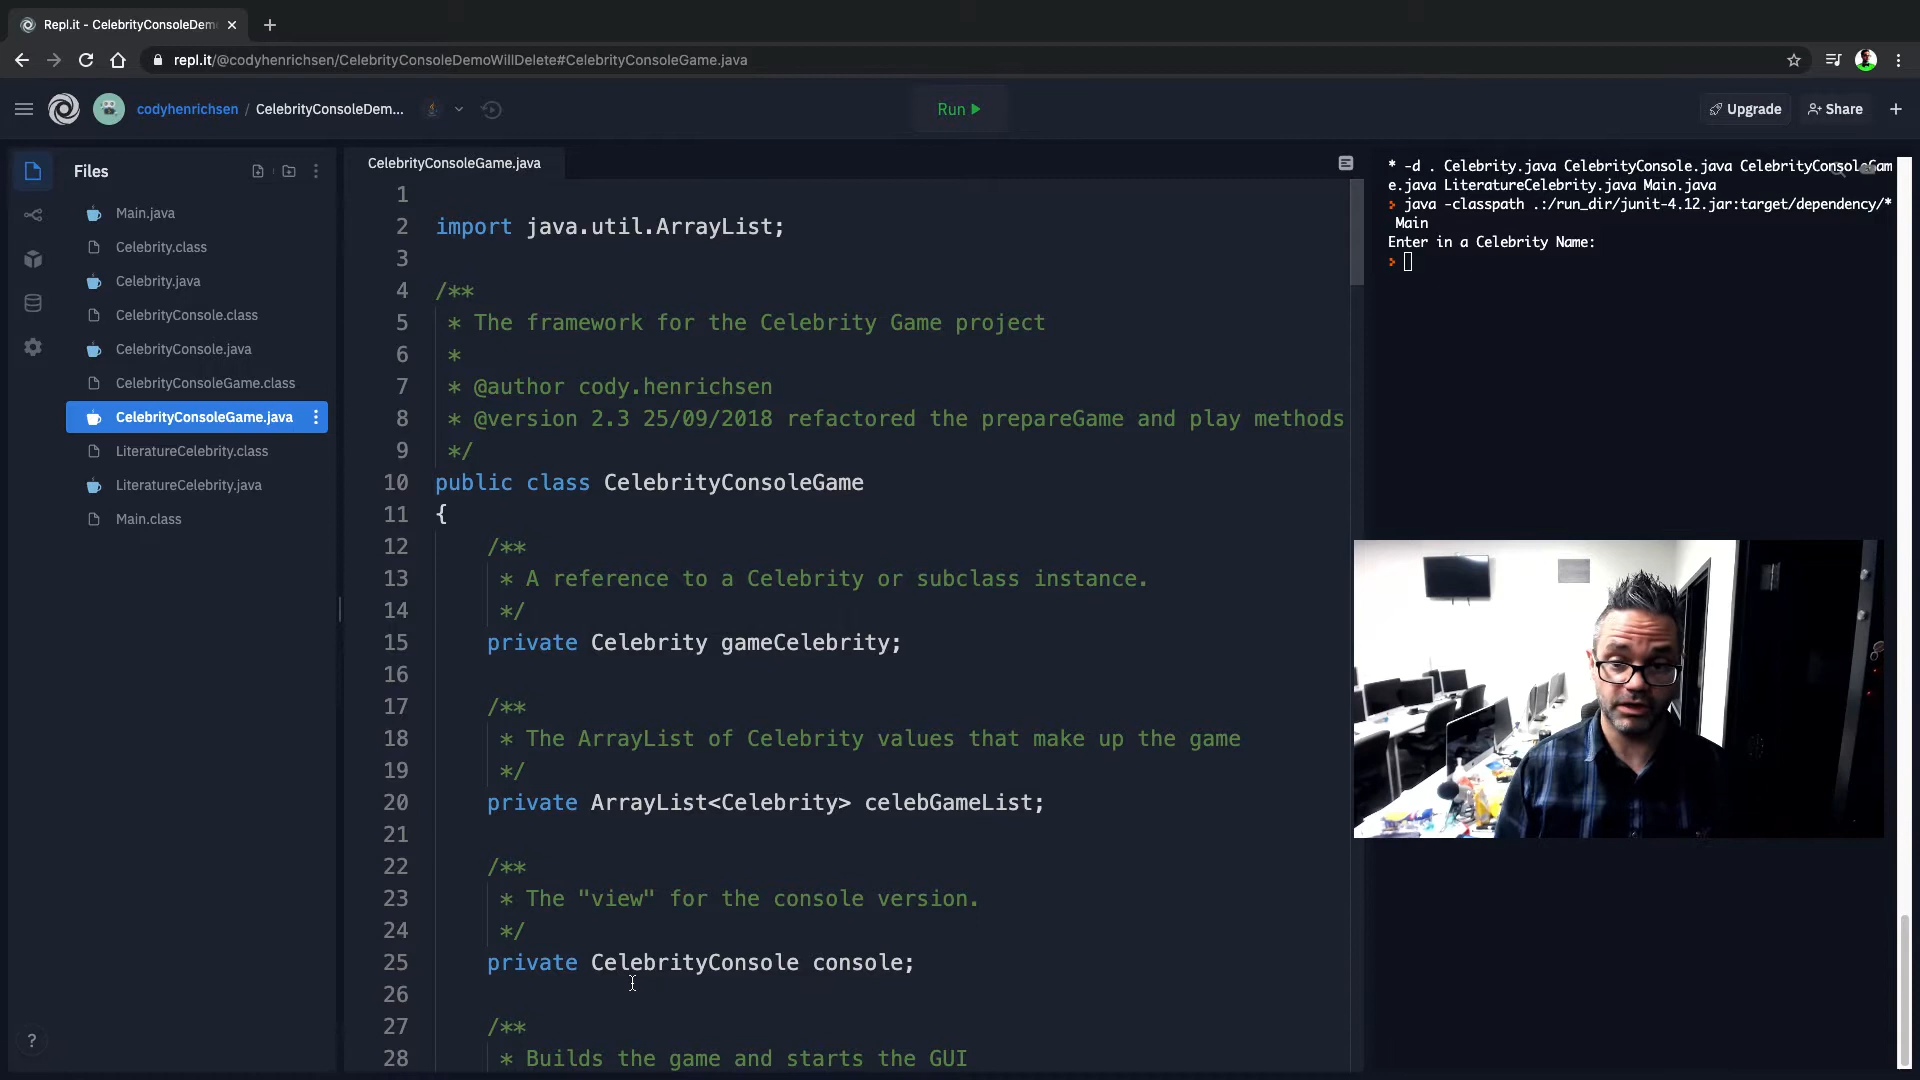 Repl.it - CelebrityConsoleDem
repl.it/@codyhenrichsen/CelebrityConsoleDemoWillDelete#CelebrityConsoleGame.java
codyhenrichsen / CelebrityConsoleDem...
Run
Upgrade
Share
Files
Main.java
Celebrity.class
Celebrity.java
CelebrityConsole.class
CelebrityConsole.java
CelebrityConsoleGame.class
CelebrityConsoleGame.java
LiteratureCelebrity.class
LiteratureCelebrity.java
Main.class
?
CelebrityConsoleGame.java
1
2 import java.util.ArrayList;
3
4 /**
5 * The framework for the Celebrity Game project
6 *
7 * @author cody.henrichsen
8 * @version 2.3 25/09/2018 refactored the prepareGame and play methods
9 */
10 public class CelebrityConsoleGame
11 {
12 /**
13 * A reference to a Celebrity or subclass instance.
14 */
15 private Celebrity gameCelebrity;
16
17 /**
18 * The ArrayList of Celebrity values that make up the game
19 */
20 private ArrayList<Celebrity> celebGameList;
21
22 /**
23 * The "view" for the console version.
24 */
25 private CelebrityConsole console;
26
27 /**
28 * Builds the game and starts the GUI
* -d . Celebrity.java CelebrityConsole.java CelebrityConsoleGam
e.java LiteratureCelebrity.java Main.java
> java -classpath .:/run_dir/junit-4.12.jar:target/dependency/*
Main
Enter in a Celebrity Name:
>